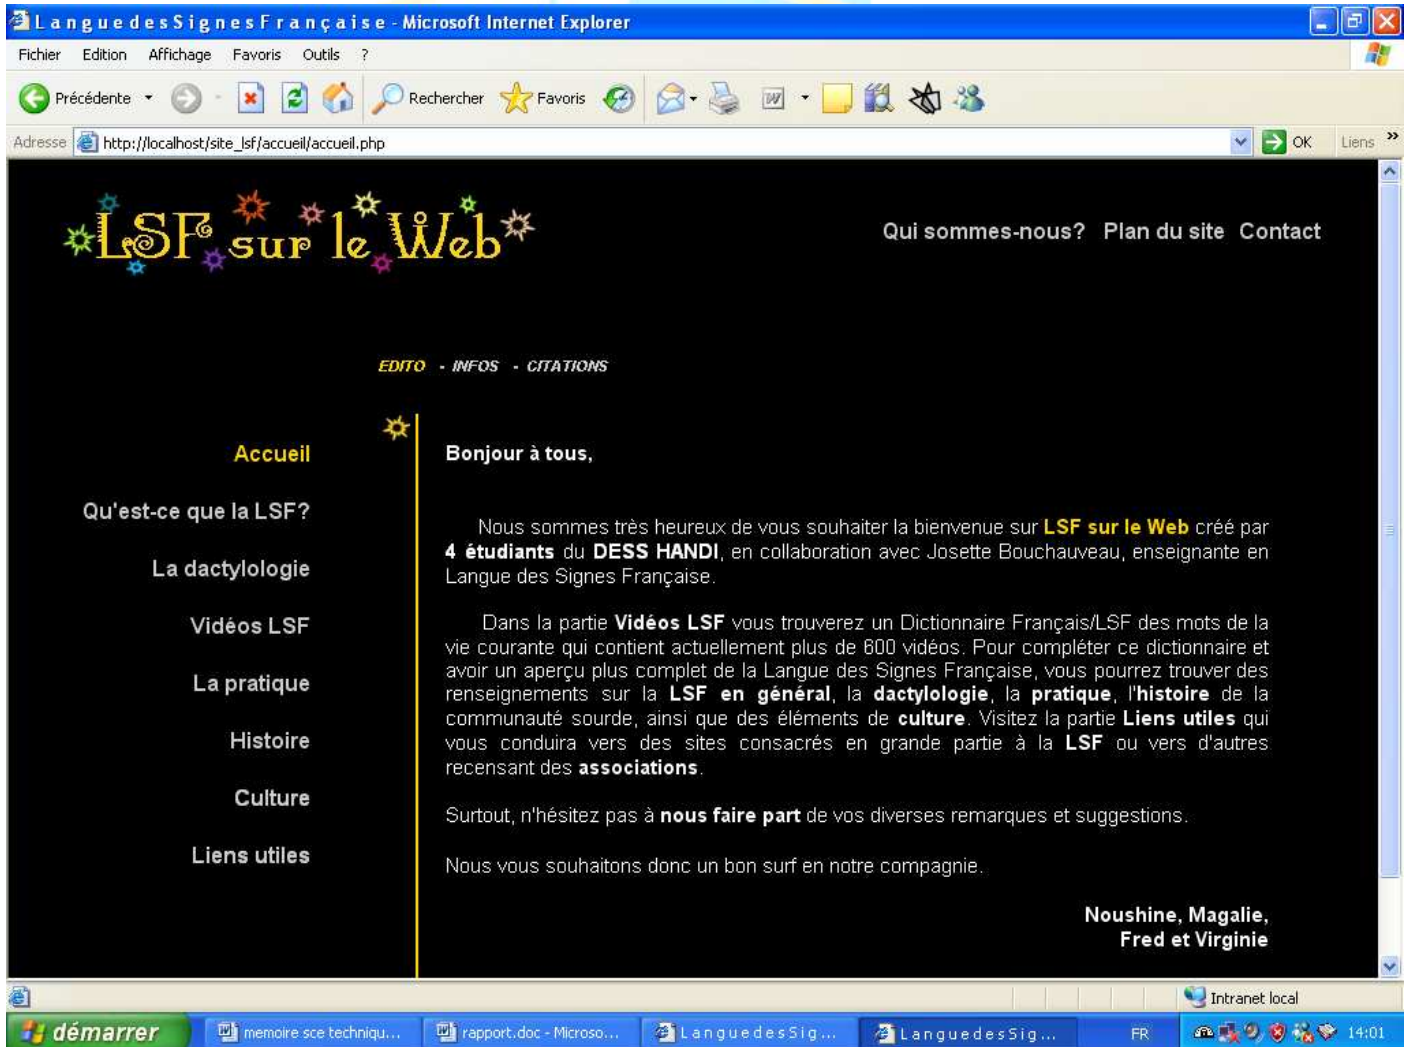 L a n g u e d e s S i g n e s F r a n ç a i s e - Microsoft Internet Explorer
Fichier Edition Affichage Favoris Outils ?
Précédente Rechercher Favoris
Adresse http://localhost/site_lsf/accueil/accueil.php OK Liens »
LSF sur le Web
Qui sommes-nous? Plan du site Contact
EDITO - INFOS - CITATIONS
Accueil
Qu'est-ce que la LSF?
La dactylologie
Vidéos LSF
La pratique
Histoire
Culture
Liens utiles
Bonjour à tous,
Nous sommes très heureux de vous souhaiter la bienvenue sur LSF sur le Web créé par
4 étudiants du DESS HANDI, en collaboration avec Josette Bouchauveau, enseignante en
Langue des Signes Française.
Dans la partie Vidéos LSF vous trouverez un Dictionnaire Français/LSF des mots de la
vie courante qui contient actuellement plus de 600 vidéos. Pour compléter ce dictionnaire et
avoir un aperçu plus complet de la Langue des Signes Française, vous pourrez trouver des
renseignements sur la LSF en général, la dactylologie, la pratique, l'histoire de la
communauté sourde, ainsi que des éléments de culture. Visitez la partie Liens utiles qui
vous conduira vers des sites consacrés en grande partie à la LSF ou vers d'autres
recensant des associations.
Surtout, n'hésitez pas à nous faire part de vos diverses remarques et suggestions.
Nous vous souhaitons donc un bon surf en notre compagnie.
Noushine, Magalie,
Fred et Virginie
Intranet local
démarrer memoire sce techniqu... rapport.doc - Microso... L a n g u e d e s S i g ... L a n g u e d e s S i g ... FR 14:01